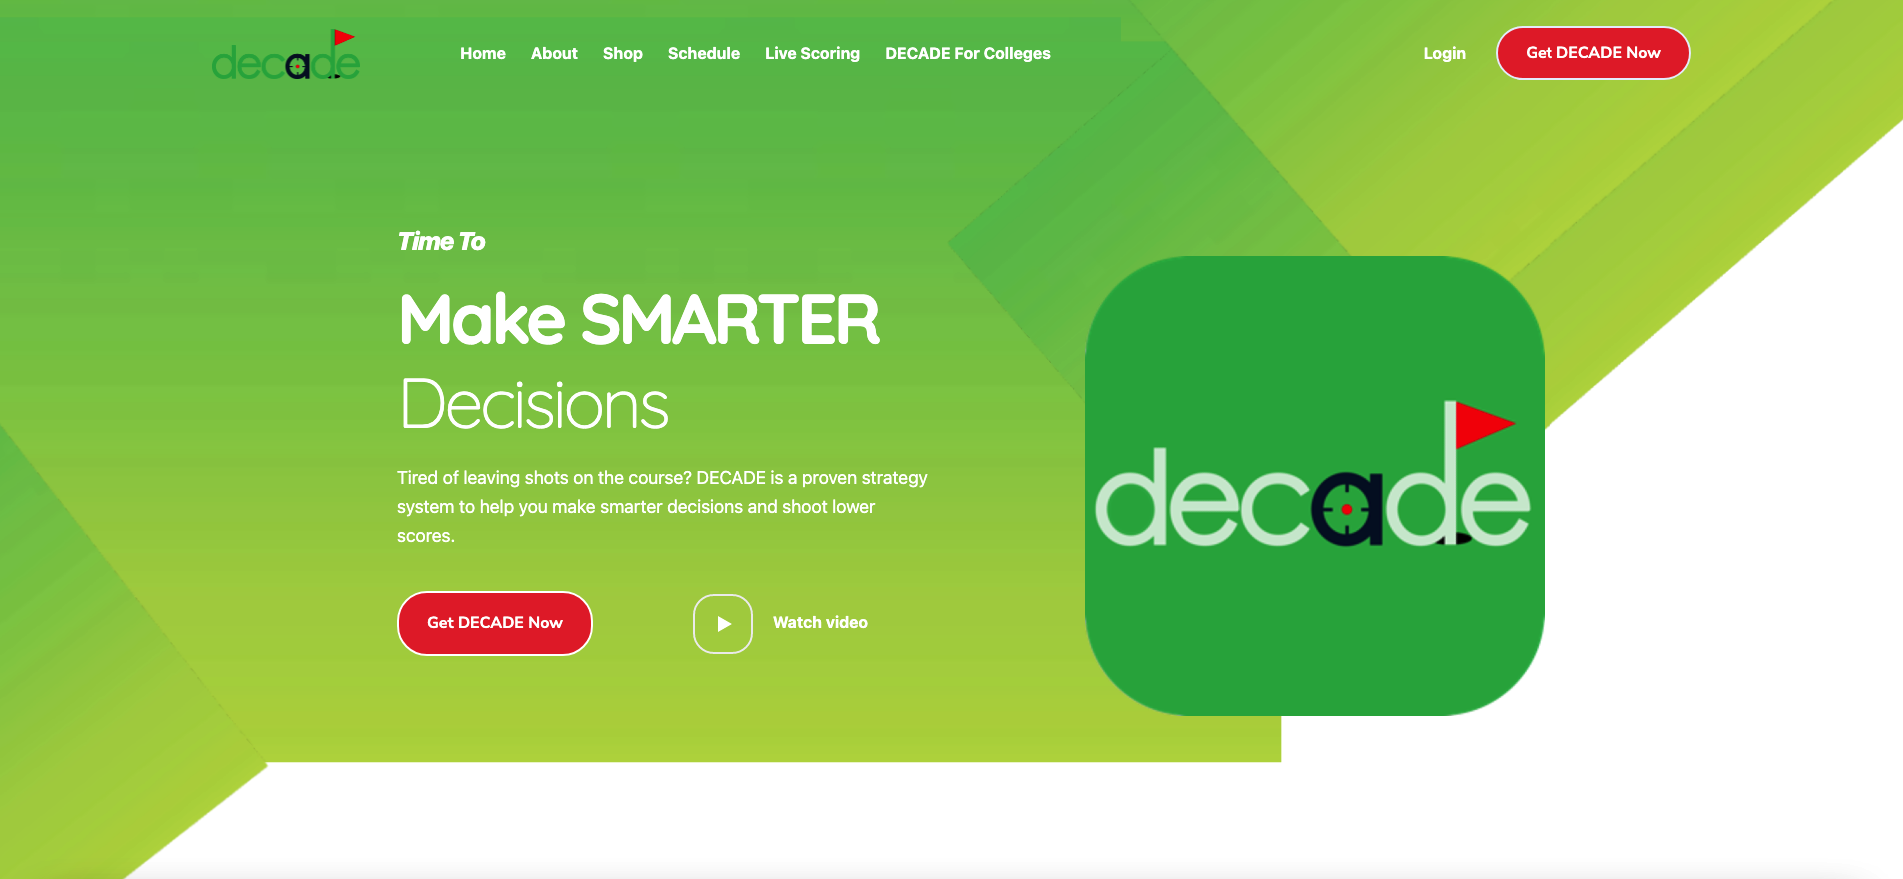 decade
Home About Shop Schedule Live Scoring DECADE For Colleges Login Get DECADE Now
Time To
Make SMARTER
Decisions
Tired of leaving shots on the course? DECADE is a proven strategy
system to help you make smarter decisions and shoot lower
scores.
Get DECADE Now Watch video
decade